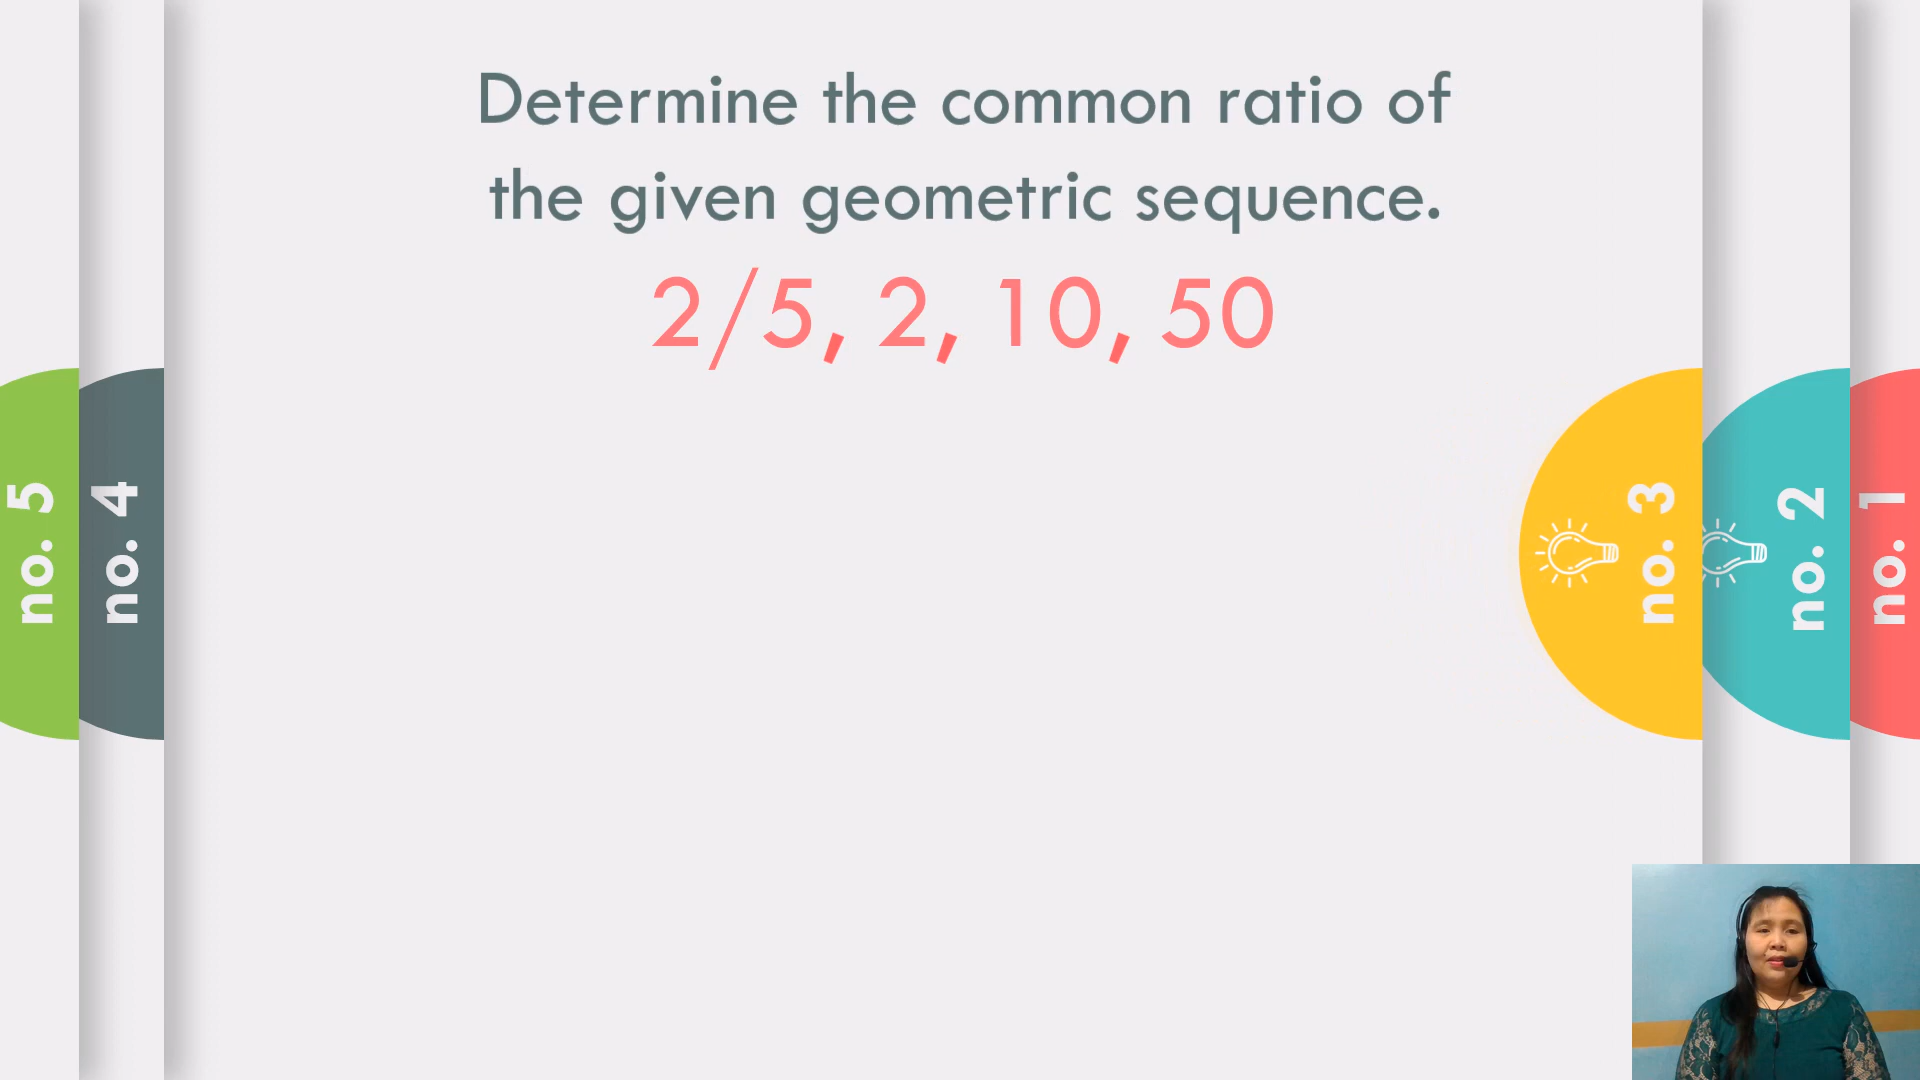 Determine the common ratio of
the given geometric sequence.
2/5, 2, 10, 50
no. 5
no. 4
no. 3
no. 2
no. 1